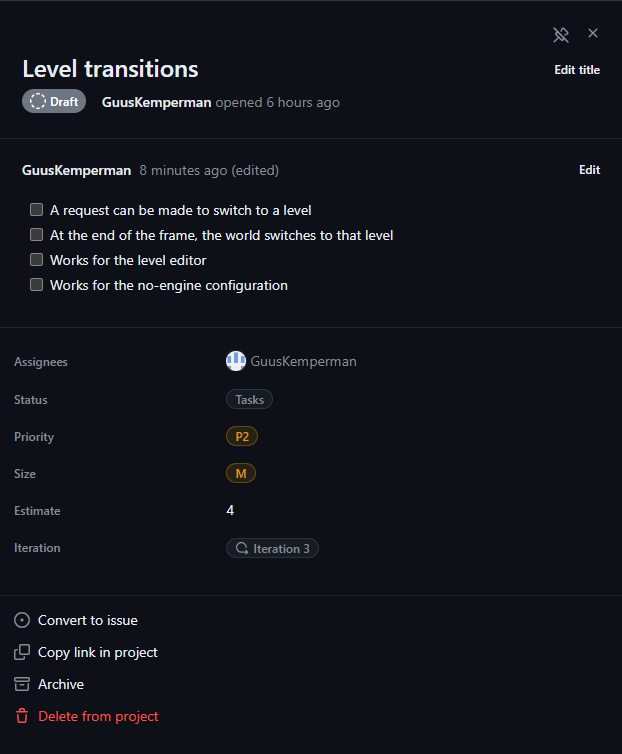 Level transitions
Edit title
Draft GuusKemperman opened 6 hours ago
GuusKemperman 8 minutes ago (edited)
Edit
A request can be made to switch to a level
At the end of the frame, the world switches to that level
Works for the level editor
Works for the no-engine configuration
Assignees GuusKemperman
Status Tasks
Priority P2
Size M
Estimate 4
Iteration Iteration 3
Convert to issue
Copy link in project
Archive
Delete from project